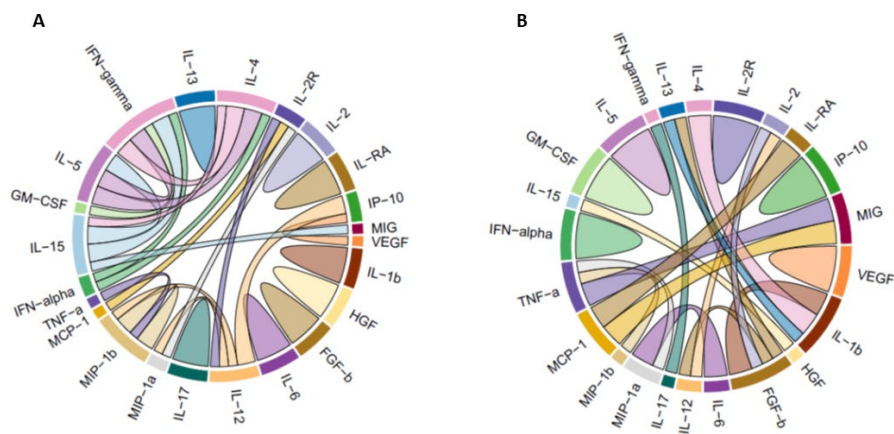 A
IFN-gamma
IL-13
IL-4
IL-2R
IL-2
IL-RA
IP-10
MIG
VEGF
IL-1b
HGF
FGF-b
IL-6
IL-12
IL-17
MIP-1a
MIP-1b
MCP-1
TNF-a
IFN-alpha
IL-15
GM-CSF
IL-5
B
IFN-gamma
IL-13
IL-4
IL-2R
IL-2
IL-RA
IP-10
MIG
VEGF
IL-1b
HGF
FGF-b
IL-6
IL-12
IL-17
MIP-1a
MIP-1b
MCP-1
TNF-a
IFN-alpha
IL-15
GM-CSF
IL-5